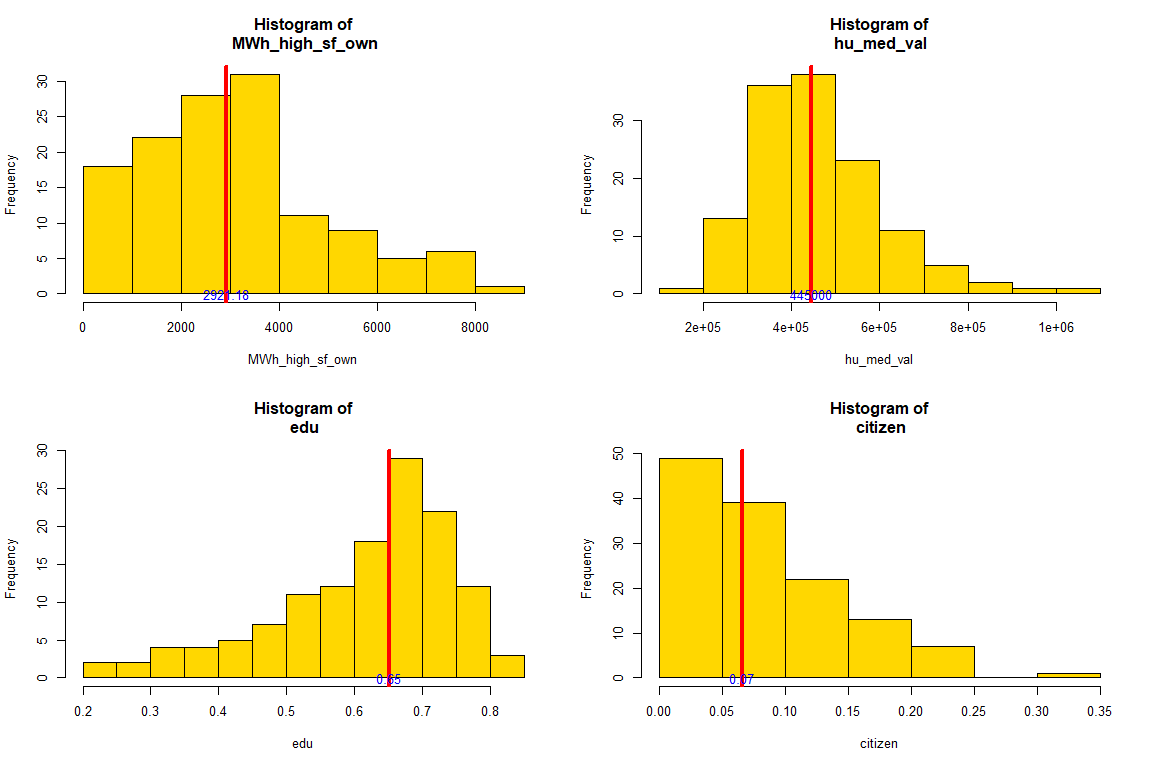 Histogram of
MWh_high_sf_own
Frequency
0 5 10 15 20 25 30
2921.18
0 2000 4000 6000 8000
MWh_high_sf_own
Histogram of
hu_med_val
Frequency
0 10 20 30
445000
2e+05 4e+05 6e+05 8e+05 1e+06
hu_med_val
Histogram of
edu
Frequency
0 5 10 15 20 25 30
0.65
0.2 0.3 0.4 0.5 0.6 0.7 0.8
edu
Histogram of
citizen
Frequency
0 10 20 30 40 50
0.07
0.00 0.05 0.10 0.15 0.20 0.25 0.30 0.35
citizen